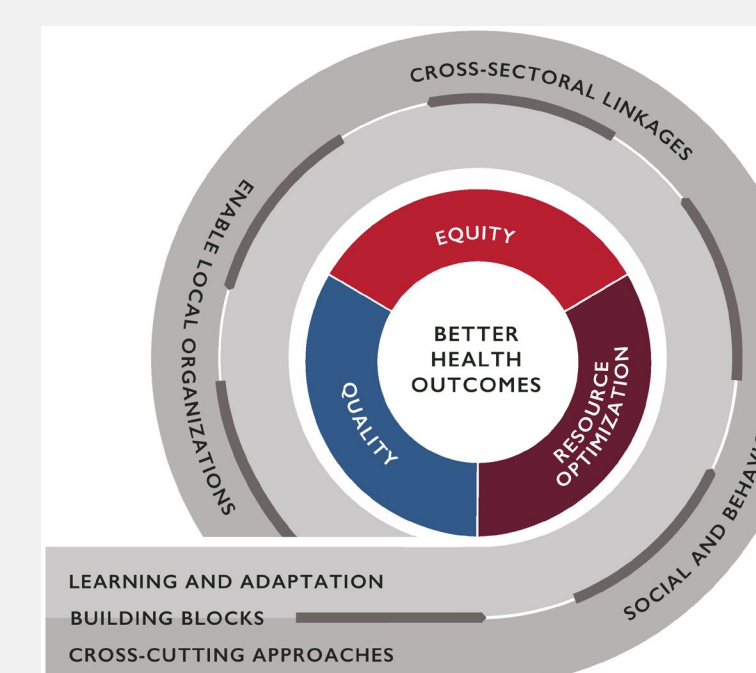 CROSS-SECTORAL LINKAGES
ENABLE LOCAL ORGANIZATIONS
EQUITY
BETTER
HEALTH
OUTCOMES
QUALITY
RESOURCE
OPTIMIZATION
SOCIAL AND
LEARNING AND ADAPTATION
BUILDING BLOCKS
CROSS-CUTTING APPROACHES